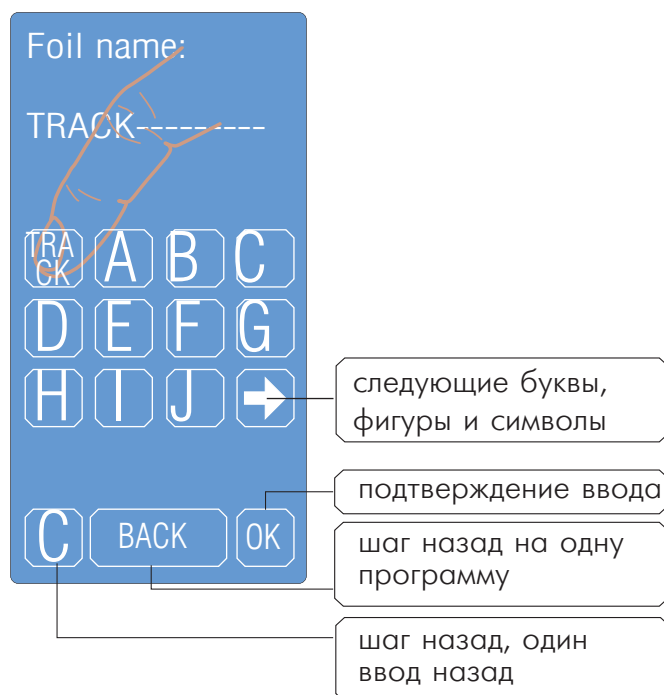 Foil name:
TRACK---------
TRA
CK
A B C
D E F G
H I J
следующие буквы,
фигуры и символы
подтверждение ввода
C BACK OK
шаг назад на одну
программу
шаг назад, один
ввод назад